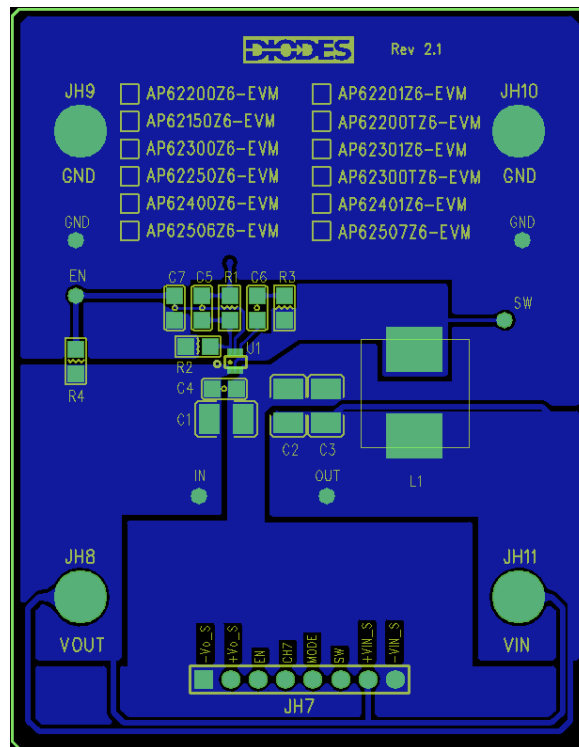 DIODES Rev 2.1
JH9 JH10
AP62200Z6-EVM AP62201Z6-EVM
AP62150Z6-EVM AP62200TZ6-EVM
AP62300Z6-EVM AP62301Z6-EVM
GND AP62250Z6-EVM AP62300TZ6-EVM GND
AP62400Z6-EVM AP62401Z6-EVM
AP62506Z6-EVM AP62507Z6-EVM
GND GND
EN C7 C5 R1 C6 R3
SW
U1
R2
R4 C4
C1
C2 C3
IN OUT L1
JH8 JH11
VOUT VIN
-Vo_S +Vo_S EN CH7 MODE SW +VIN_S -VIN_S
JH7